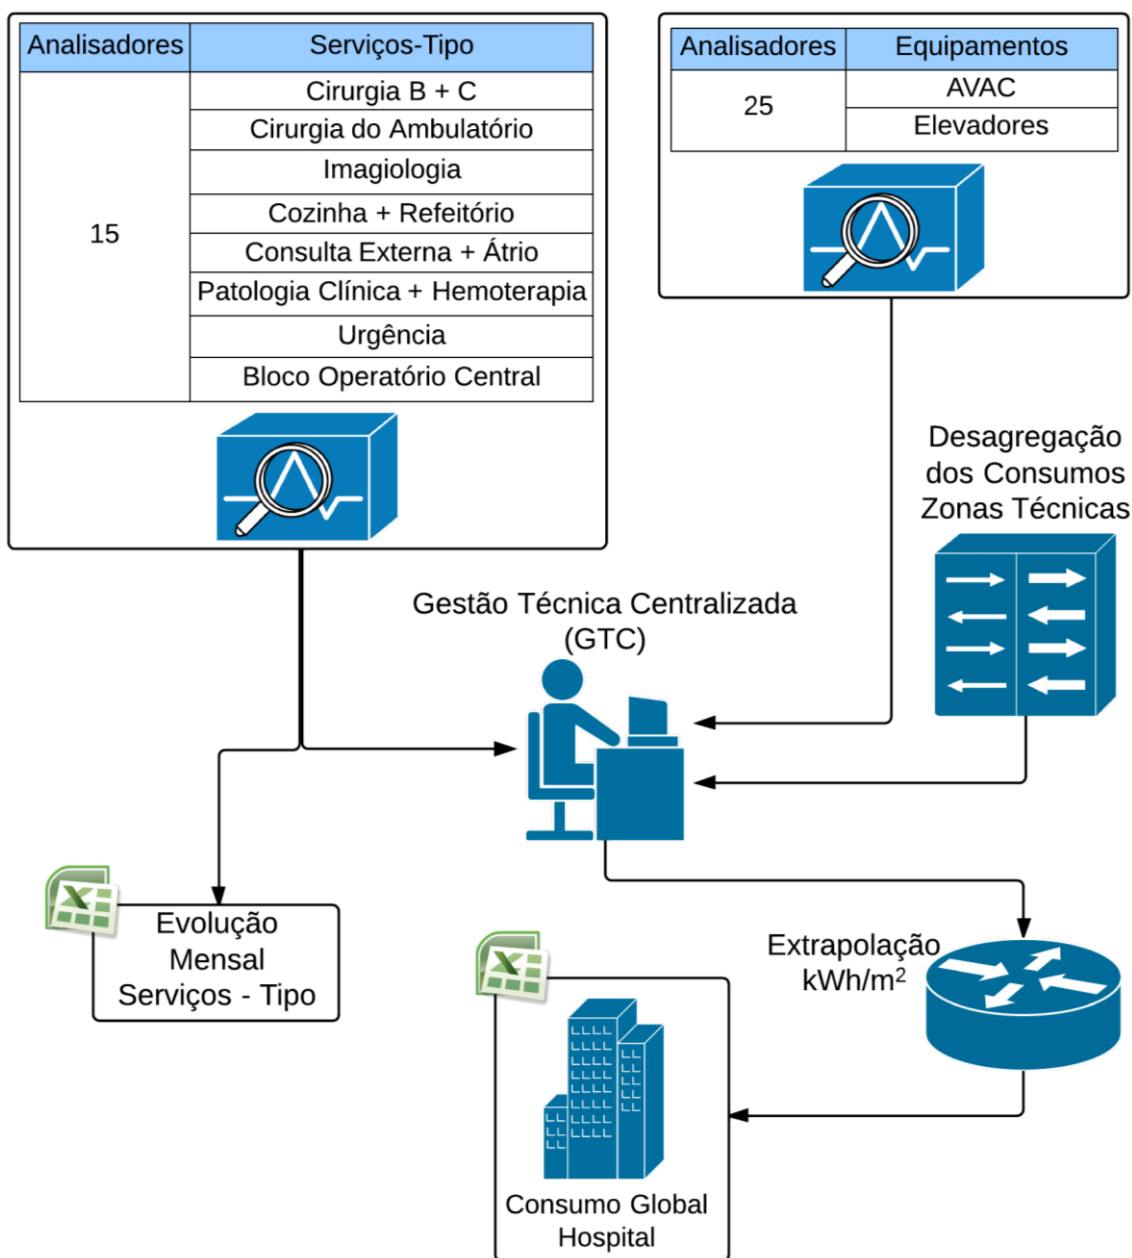 Analisadores Serviços-Tipo
15
Cirurgia B + C
Cirurgia do Ambulatório
Imagiologia
Cozinha + Refeitório
Consulta Externa + Átrio
Patologia Clínica + Hemoterapia
Urgência
Bloco Operatório Central
Analisadores Equipamentos
25
AVAC
Elevadores
Desagregação
dos Consumos
Zonas Técnicas
Gestão Técnica Centralizada
(GTC)
Evolução
Mensal
Serviços - Tipo
Extrapolação
kWh/m²
Consumo Global
Hospital